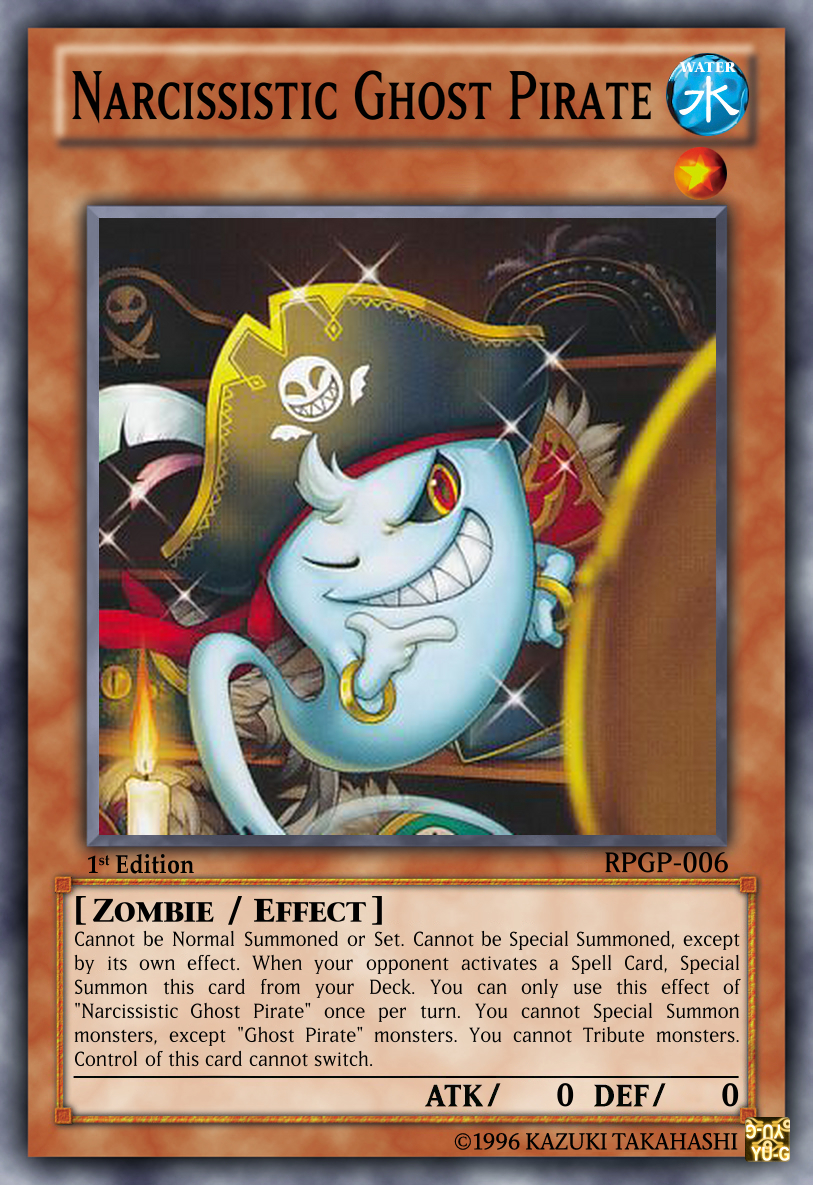 Narcissistic Ghost Pirate
WATER
水
1st Edition
RPGP-006
[ Zombie / Effect ]
Cannot be Normal Summoned or Set. Cannot be Special Summoned, except
by its own effect. When your opponent activates a Spell Card, Special
Summon this card from your Deck. You can only use this effect of
"Narcissistic Ghost Pirate" once per turn. You cannot Special Summon
monsters, except "Ghost Pirate" monsters. You cannot Tribute monsters.
Control of this card cannot switch.
ATK/ 0 DEF/ 0
©1996 KAZUKI TAKAHASHI